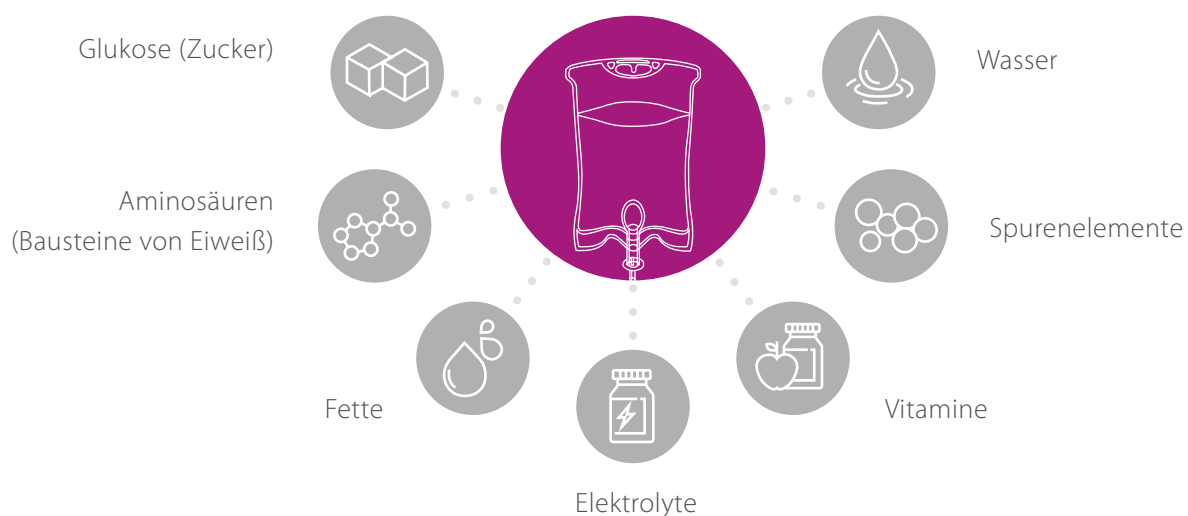 Glukose (Zucker)
Wasser
Aminosäuren
(Bausteine von Eiweiß)
Spurenelemente
Fette
Vitamine
Elektrolyte